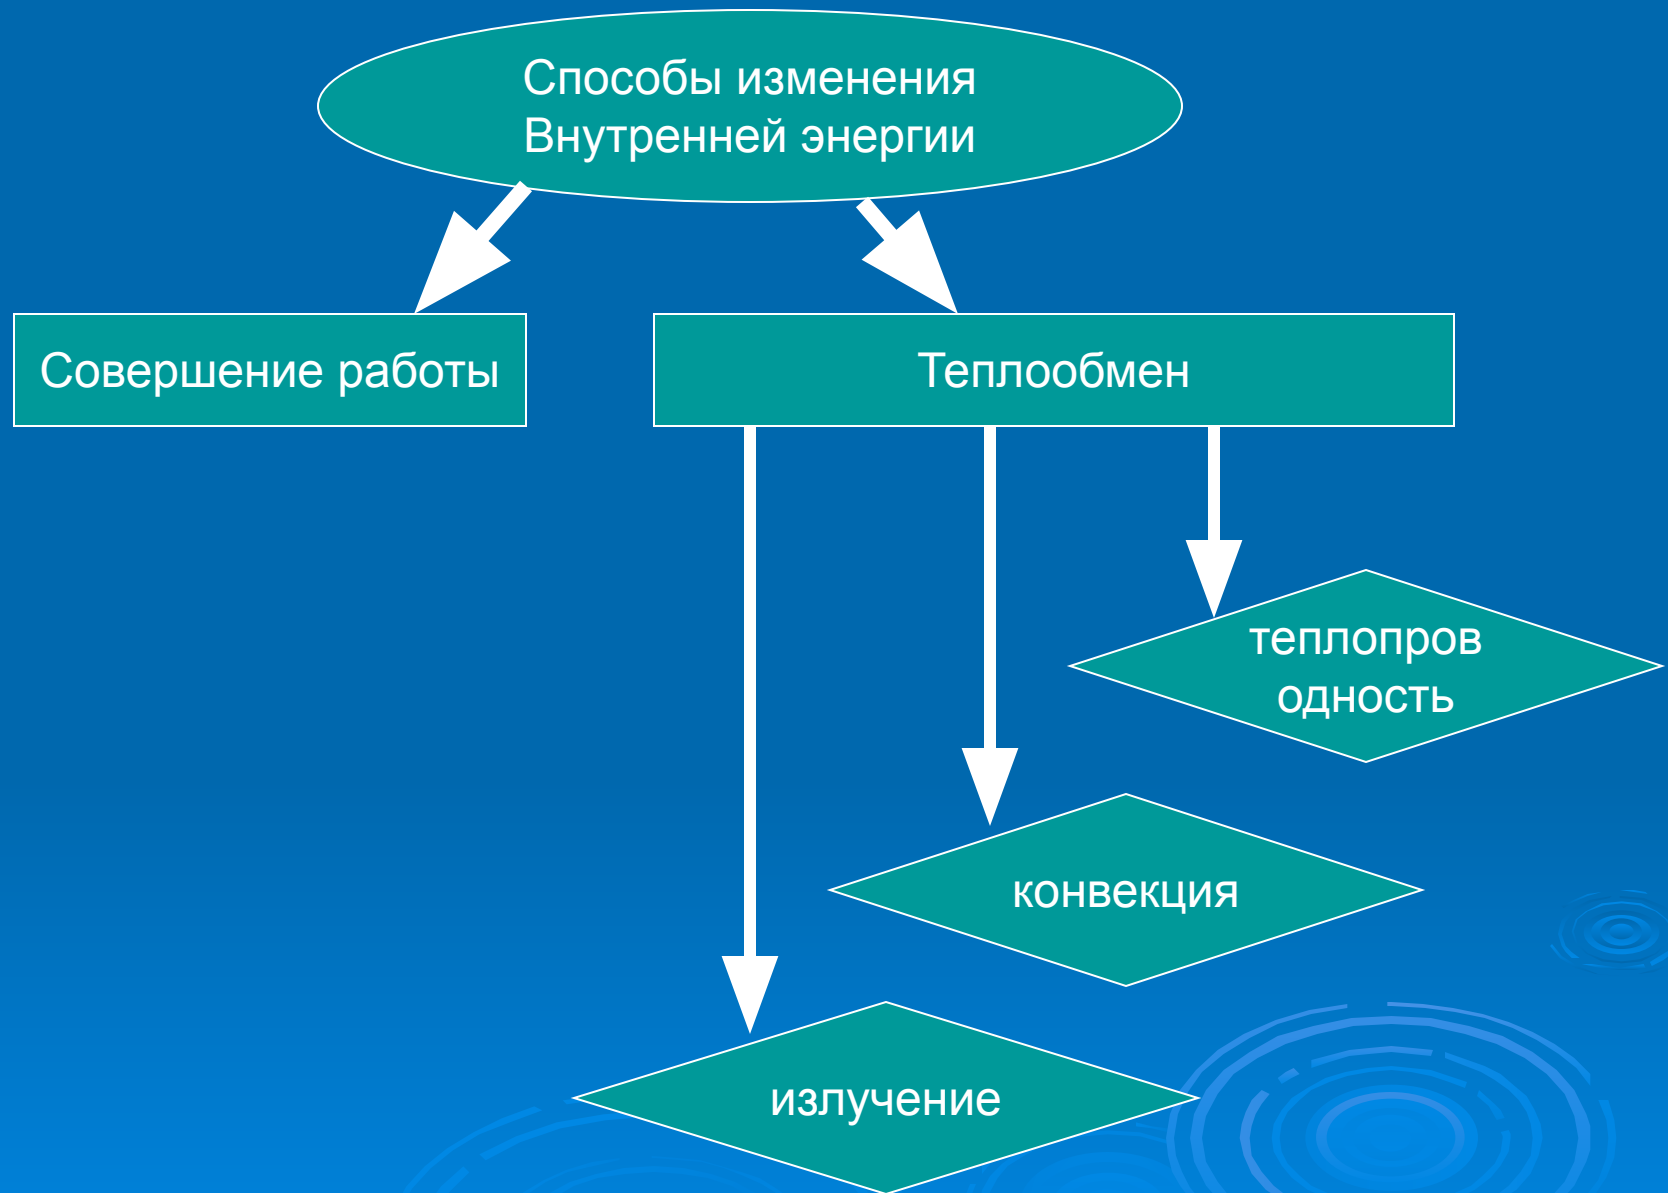 Способы изменения
Внутренней энергии
Совершение работы
Теплообмен
теплопров
одность
конвекция
излучение